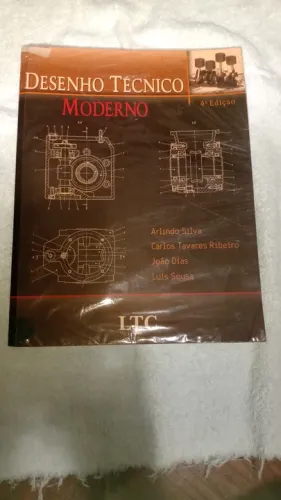 DESENHO TÉCNICO
MODERNO
4ª Edição
Arlindo Silva
Carlos Tavares Ribeiro
João Dias
Luís Sousa
LTC